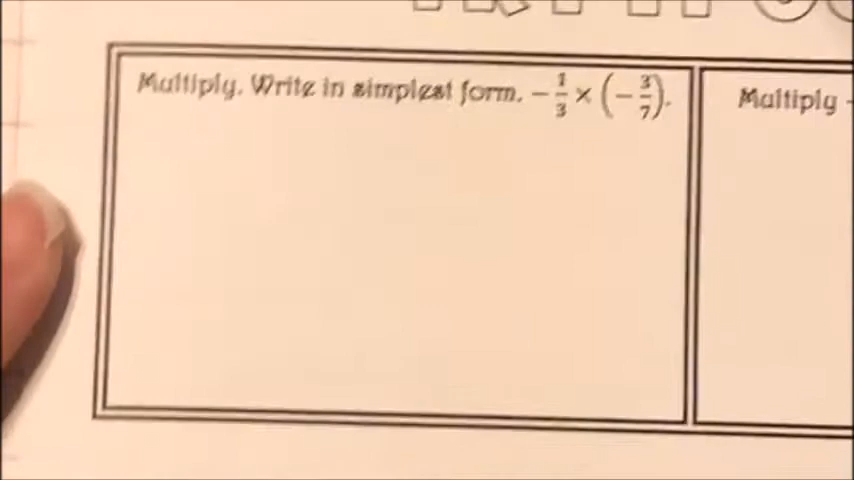 Multiply. Write in simplest form. -1/3 × (-3/7).
Multiply -